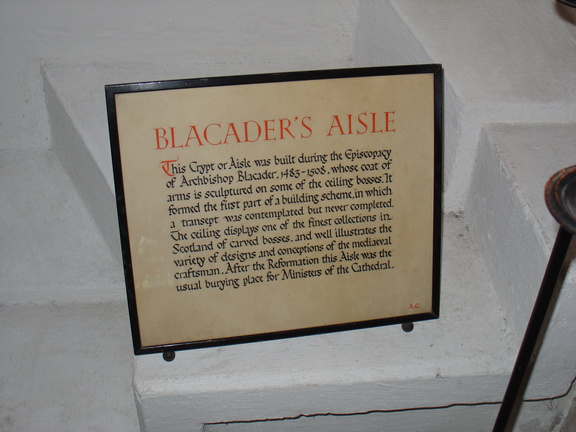 BLACADER'S AISLE
This Crypt or Aisle was built during the Episcopacy
of Archbishop Blacader, 1483-1508, whose coat of
arms is sculptured on some of the ceiling bosses. It
formed the first part of a building scheme, in which
a transept was contemplated but never completed.
The ceiling displays one of the finest collections in
Scotland of carved bosses, and well illustrates the
variety of designs and conceptions of the mediaeval
craftsman. After the Reformation this Aisle was the
usual burying place for Ministers of the Cathedral.